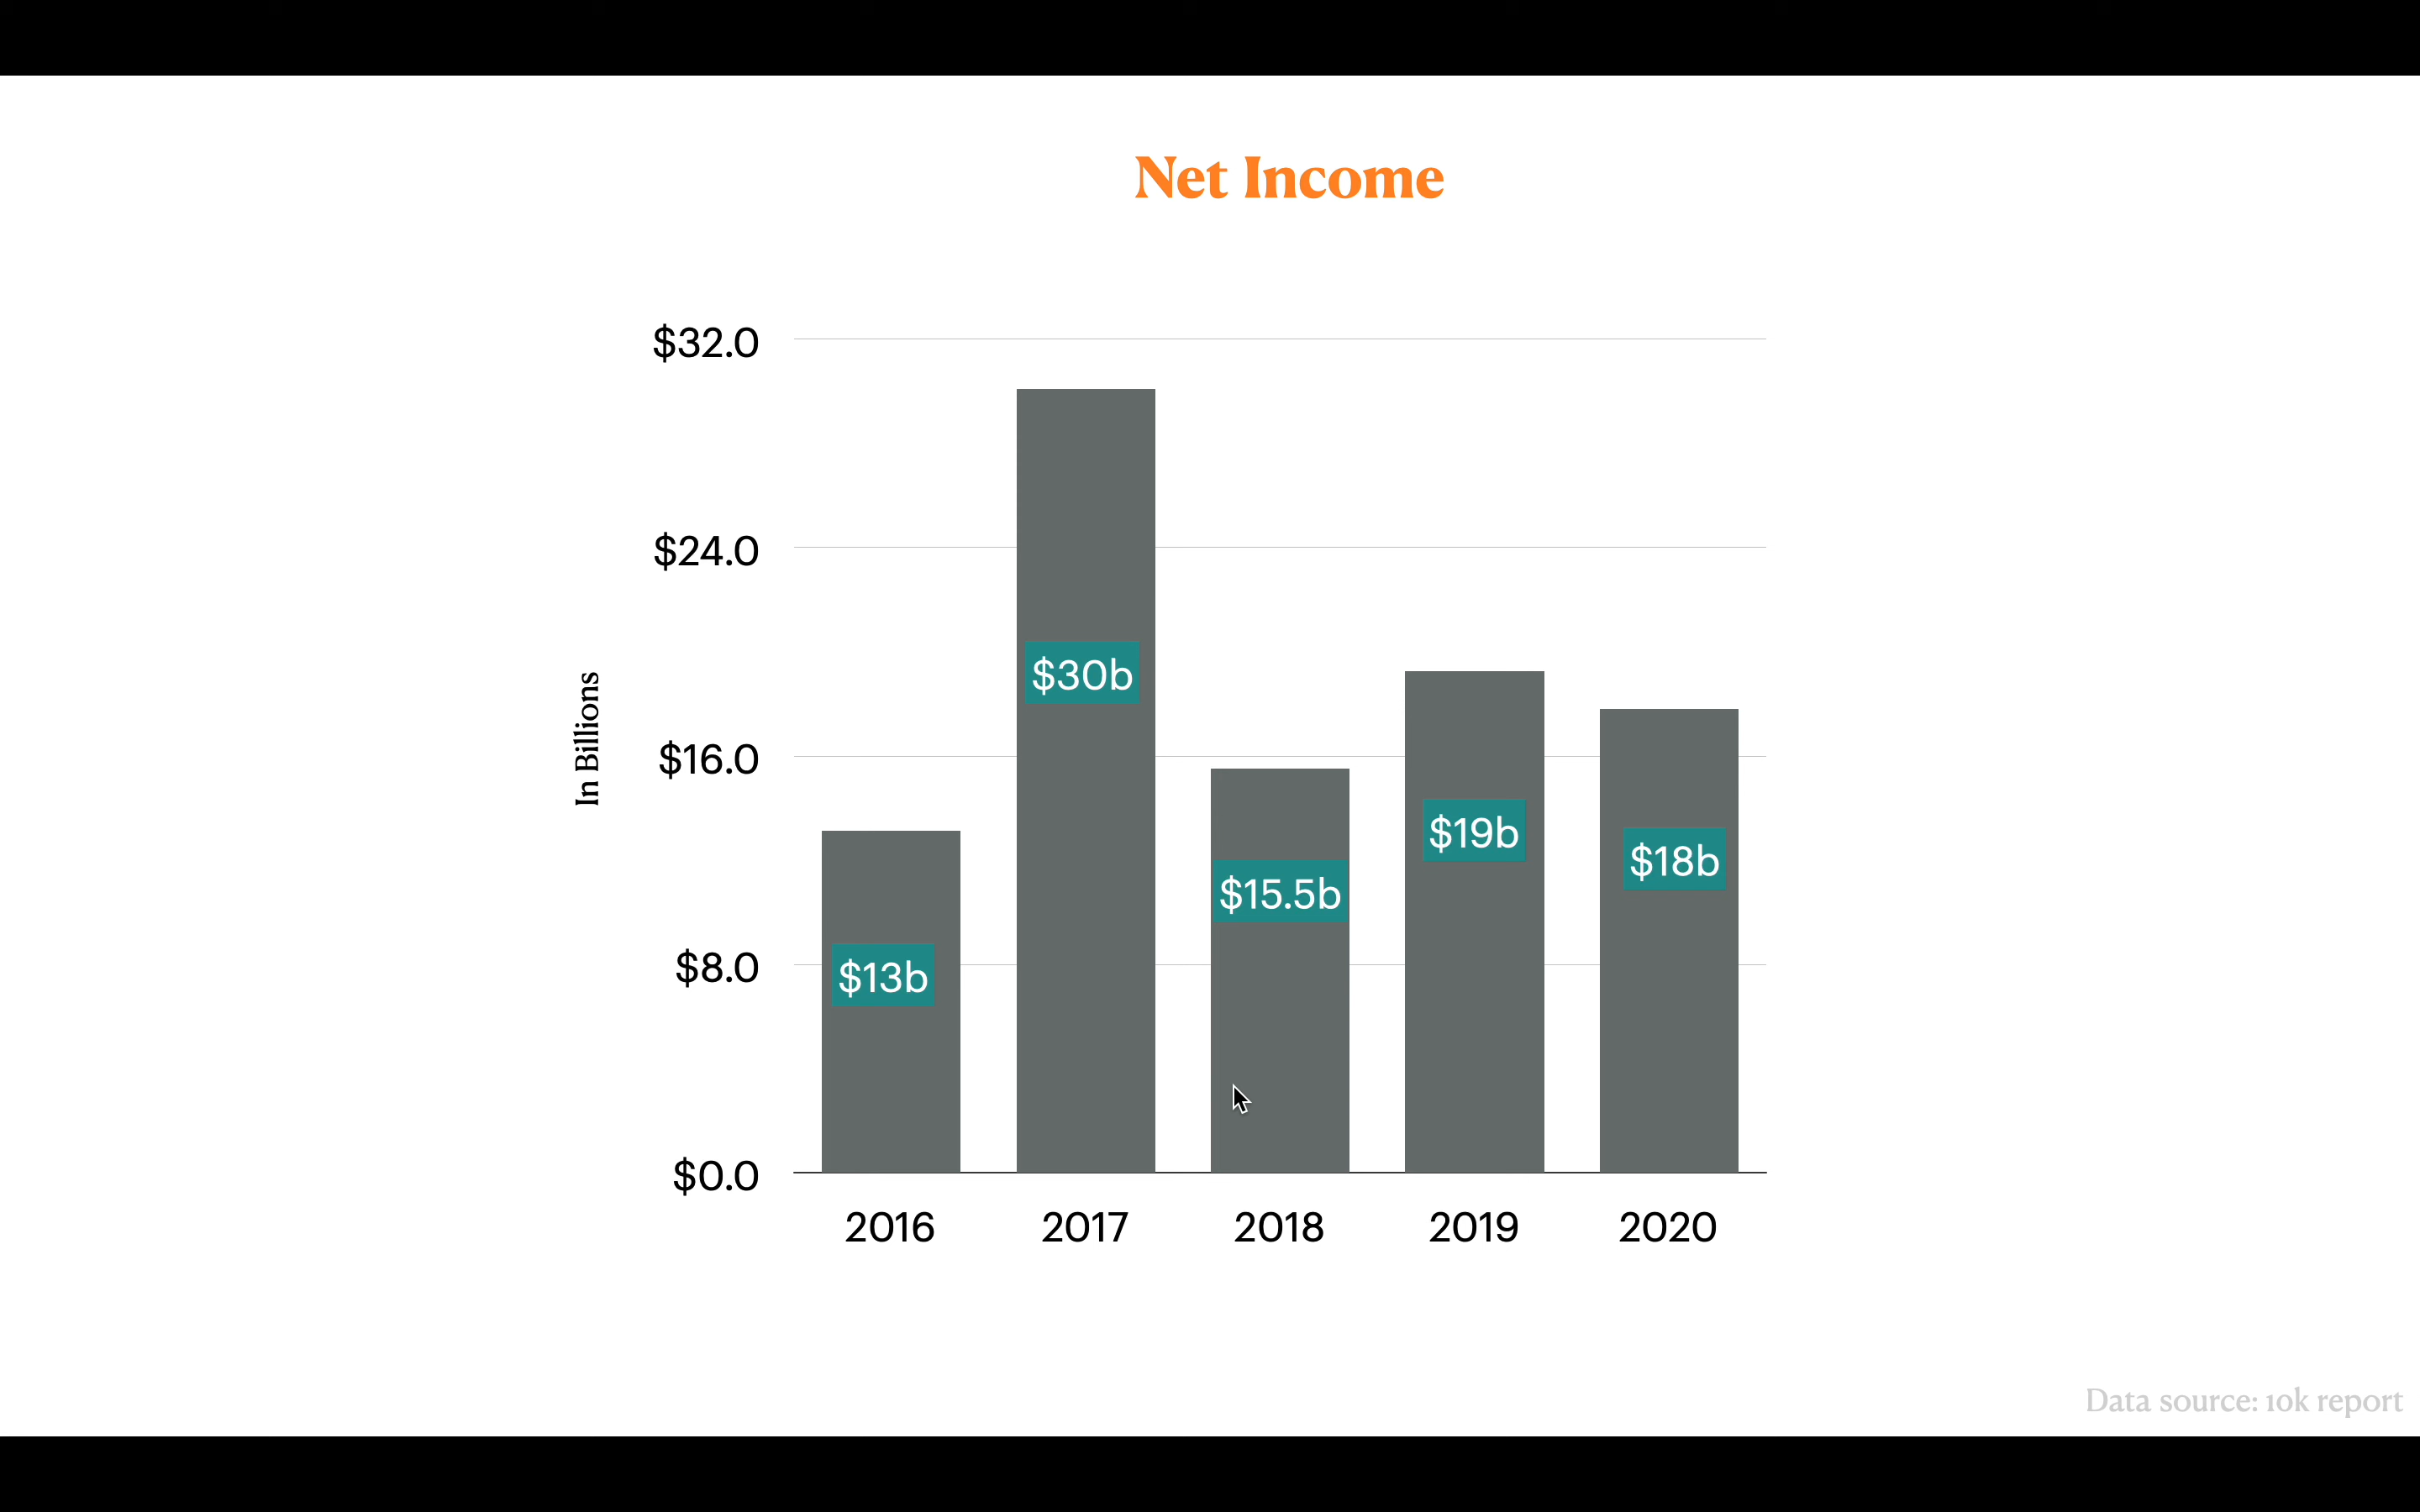 Net Income
In Billions
$32.0
$24.0
$16.0
$8.0
$0.0
$13b
$30b
$15.5b
$19b
$18b
2016 2017 2018 2019 2020
Data source: 10k report